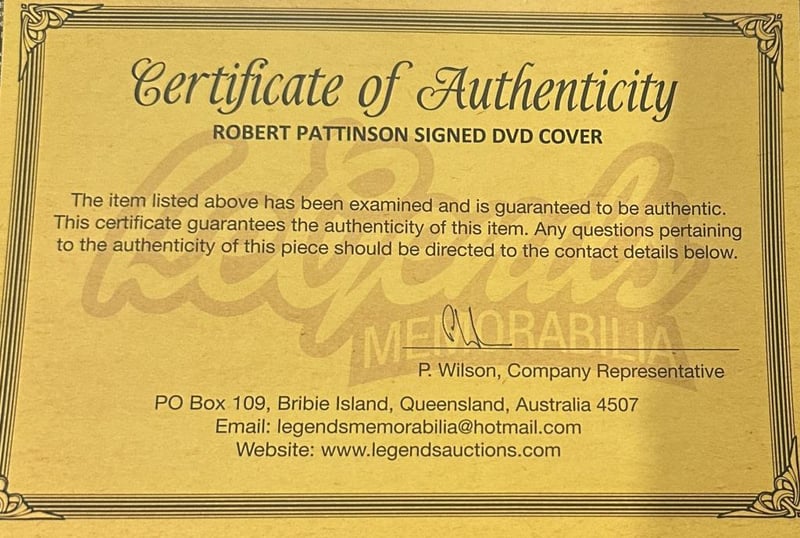 Certificate of Authenticity
ROBERT PATTINSON SIGNED DVD COVER
The item listed above has been examined and is guaranteed to be authentic.
This certificate guarantees the authenticity of this item. Any questions pertaining
to the authenticity of this piece should be directed to the contact details below.
Legends
MEMORABILIA
P. Wilson, Company Representative
PO Box 109, Bribie Island, Queensland, Australia 4507
Email: legendsmemorabilia@hotmail.com
Website: www.legendsauctions.com